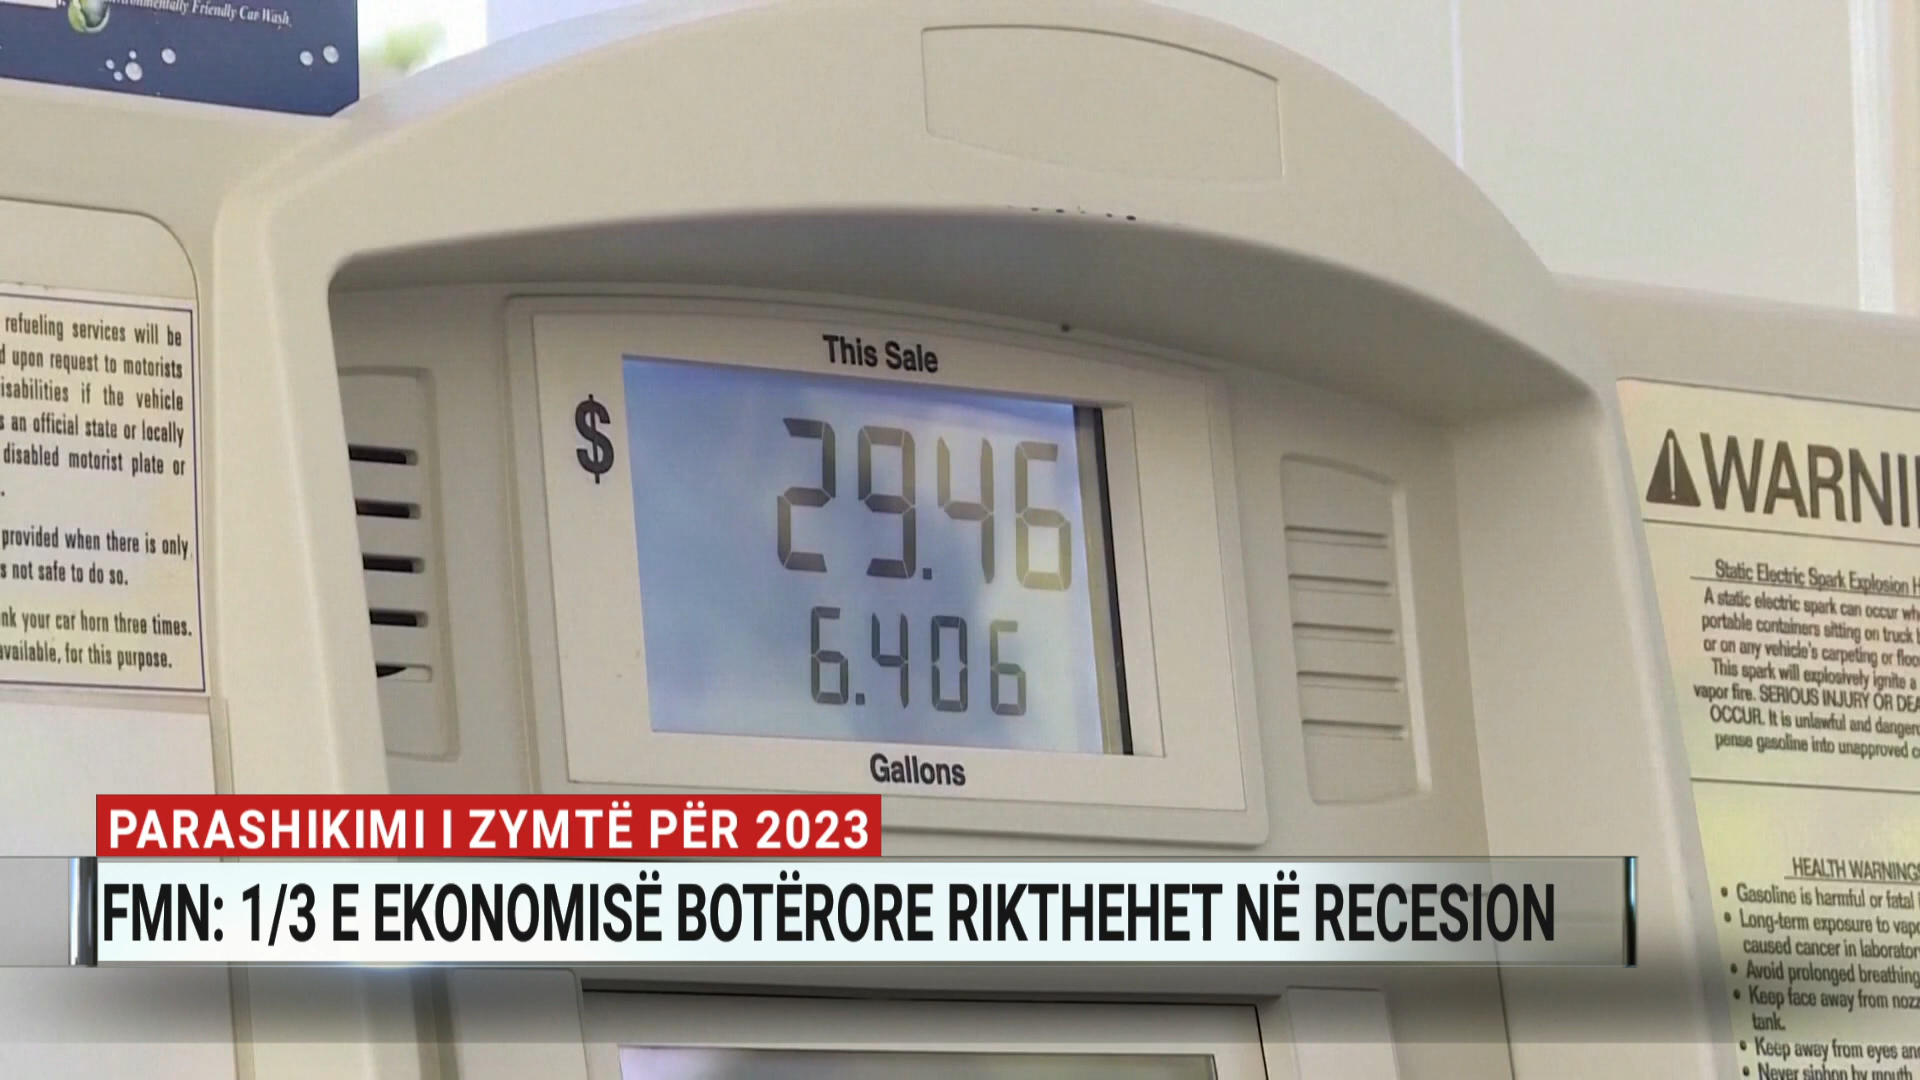 Friendly Car Wash
refueling services will be
upon request to motorists
if the vehicle
an official state or locally
disabled motorist plate or
provided when there is only
not safe to do so.
your car horn three times.
available, for this purpose.
This Sale
$
29.46
6.406
Gallons
Static Electric Spark Explosion
A static electric spark can occur
portable containers sitting on truck
or on any vehicle's carpeting or
This spark will explosively ignite a
vapor fire. SERIOUS INJURY OR
OCCUR. It is unlawful and
pense gasoline into unapproved
HEALTH WARNINGS
• Gasoline is harmful or fatal
• Long-term exposure to
caused cancer in
• Avoid prolonged breathing
• Keep face away from
tank.
• Keep away from eyes
• Never siphon by mouth
PARASHIKIMI I ZYMTË PËR 2023
FMN: 1/3 E EKONOMISË BOTËRORE RIKTHEHET NË RECESION